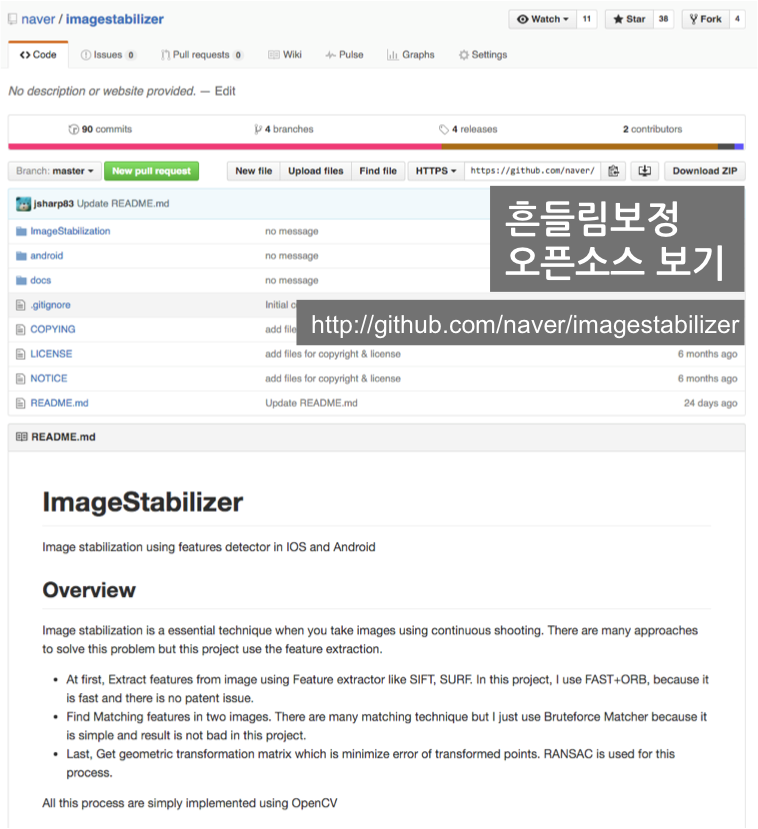 naver / imagestabilizer
Watch 11 Star 38 Fork 4
Code Issues 0 Pull requests 0 Wiki Pulse Graphs Settings
No description or website provided. — Edit
90 commits 4 branches 4 releases 2 contributors
Branch: master New pull request New file Upload files Find file HTTPS https://github.com/naver/ Download ZIP
jsharp83 Update README.md
흔들림보정
오픈소스 보기
ImageStabilization no message
android no message
docs no message
.gitignore Initial
http://github.com/naver/imagestabilizer
COPYING add file
LICENSE add files for copyright & license 6 months ago
NOTICE add files for copyright & license 6 months ago
README.md Update README.md 24 days ago
README.md
ImageStabilizer
Image stabilization using features detector in IOS and Android
Overview
Image stabilization is a essential technique when you take images using continuous shooting. There are many approaches
to solve this problem but this project use the feature extraction.
• At first, Extract features from image using Feature extractor like SIFT, SURF. In this project, I use FAST+ORB, because it
is fast and there is no patent issue.
• Find Matching features in two images. There are many matching technique but I just use Bruteforce Matcher because it
is simple and result is not bad in this project.
• Last, Get geometric transformation matrix which is minimize error of transformed points. RANSAC is used for this
process.
All this process are simply implemented using OpenCV